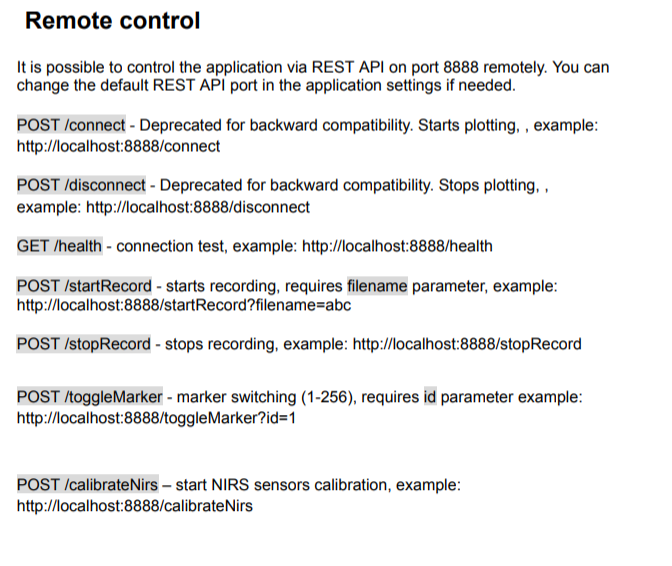 Remote control
It is possible to control the application via REST API on port 8888 remotely. You can
change the default REST API port in the application settings if needed.
POST /connect - Deprecated for backward compatibility. Starts plotting, , example:
http://localhost:8888/connect
POST /disconnect - Deprecated for backward compatibility. Stops plotting, ,
example: http://localhost:8888/disconnect
GET /health - connection test, example: http://localhost:8888/health
POST /startRecord - starts recording, requires filename parameter, example:
http://localhost:8888/startRecord?filename=abc
POST /stopRecord - stops recording, example: http://localhost:8888/stopRecord
POST /toggleMarker - marker switching (1-256), requires id parameter example:
http://localhost:8888/toggleMarker?id=1
POST /calibrateNirs – start NIRS sensors calibration, example:
http://localhost:8888/calibrateNirs